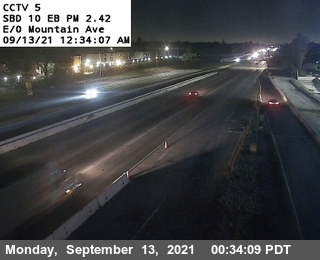 CCTV 5
SBD 10 EB PM 2.42
E/O Mountain Ave
09/13/21 12:34:07 AM
Monday, September 13, 2021 00:34:09 PDT